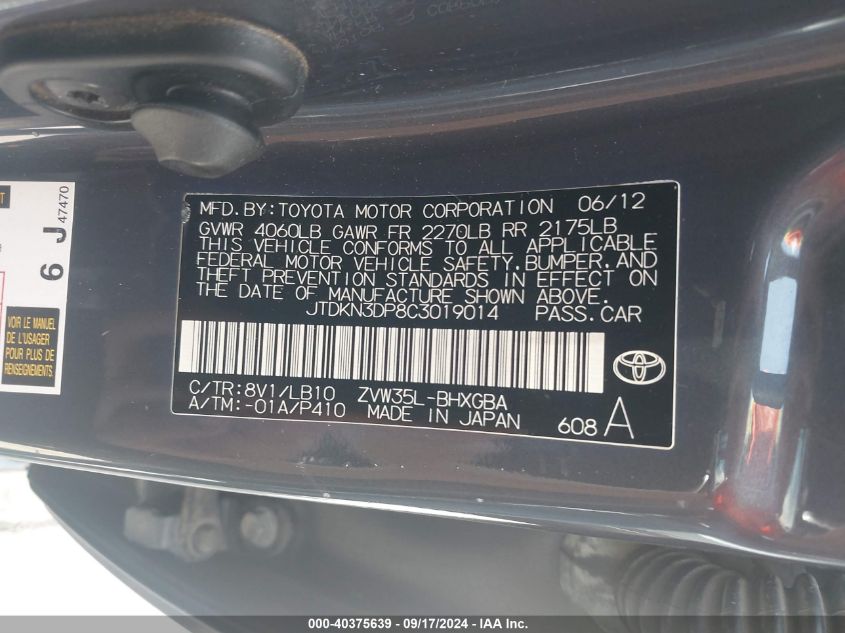 MFD.BY:TOYOTA MOTOR CORPORATION 06/12
GVWR 4060LB GAWR FR 2270LB RR 2175LB
THIS VEHICLE CONFORMS TO ALL APPLICABLE
FEDERAL MOTOR VEHICLE SAFETY,BUMPER,AND
THEFT PREVENTION STANDARDS IN EFFECT ON
THE DATE OF MANUFACTURE SHOWN ABOVE.
JTDKN3DP8C3019014 PASS.CAR
C/TR:8V1/LB10 ZVW35L-BHXGBA
A/TM:-01A/P410 MADE IN JAPAN
608 A
6 J 47470
VOIR LE MANUEL
DE L'USAGER
POUR PLUS DE
RENSEIGNEMENTS.
000-40375639 - 09/17/2024 - IAA Inc.